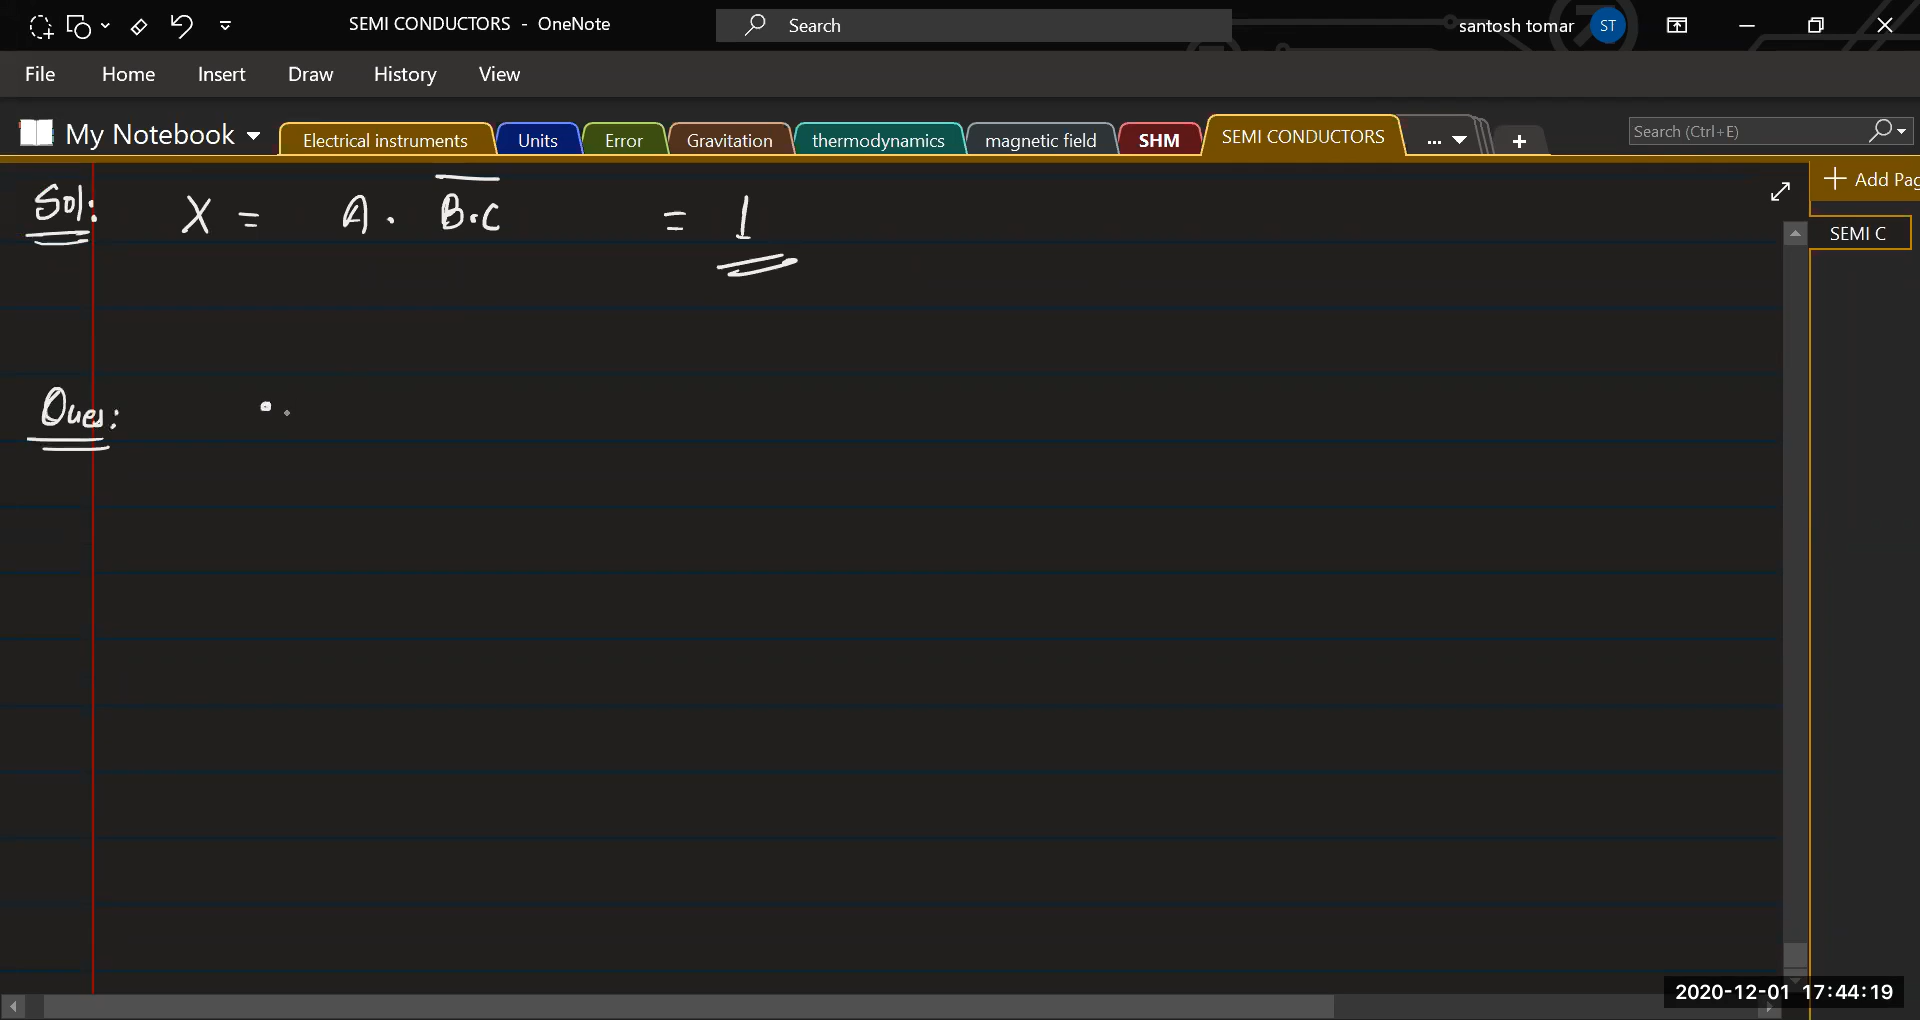 SEMI CONDUCTORS - OneNote
Search
santosh tomar ST
File Home Insert Draw History View
My Notebook
Electrical instruments Units Error Gravitation thermodynamics magnetic field SHM SEMI CONDUCTORS ... +
Search (Ctrl+E)
+ Add Pag
SEMI C
Sol: X = A . \overline{B.C} = 1
Ques:
2020-12-01 17:44:19